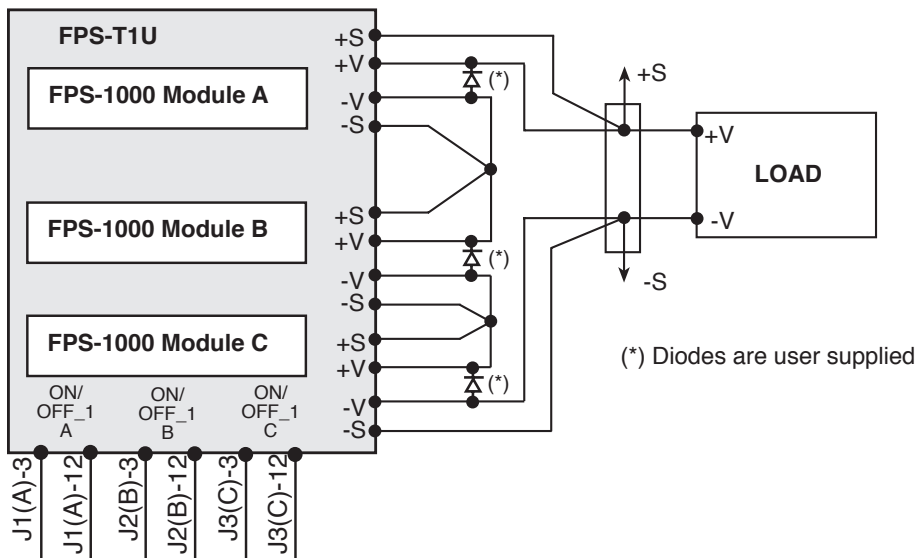 FPS-T1U
FPS-1000 Module A
FPS-1000 Module B
FPS-1000 Module C
+S
+V
-V
-S
+S
+V
-V
-S
+S
+V
-V
-S
(*)
(*)
(*)
+S
-S
+V
-V
LOAD
(*) Diodes are user supplied
ON/
OFF_1
A
ON/
OFF_1
B
ON/
OFF_1
C
J1(A)-3
J1(A)-12
J2(B)-3
J2(B)-12
J3(C)-3
J3(C)-12